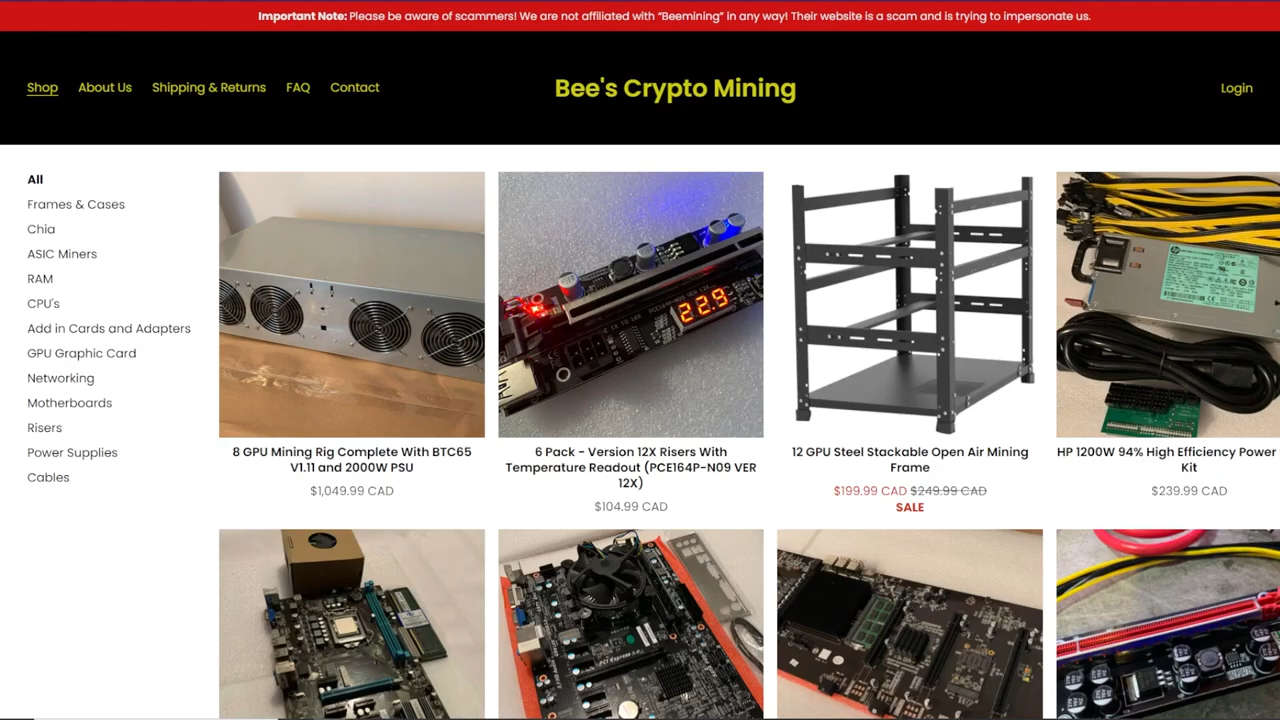 Important Note: Please be aware of scammers! We are not affiliated with “Beemining” in any way! Their website is a scam and is trying to impersonate us.
Shop About Us Shipping & Returns FAQ Contact
Bee's Crypto Mining
Login
All
Frames & Cases
Chia
ASIC Miners
RAM
CPU's
Add in Cards and Adapters
GPU Graphic Card
Networking
Motherboards
Risers
Power Supplies
Cables
22.9
PCE164P-N09 VER 12X
8 GPU Mining Rig Complete With BTC65
V1.11 and 2000W PSU
$1,049.99 CAD
6 Pack - Version 12X Risers With
Temperature Readout (PCE164P-N09 VER
12X)
$104.99 CAD
12 GPU Steel Stackable Open Air Mining
Frame
$199.99 CAD $249.99 CAD
SALE
HP 1200W 94% High Efficiency Power
Kit
$239.99 CAD